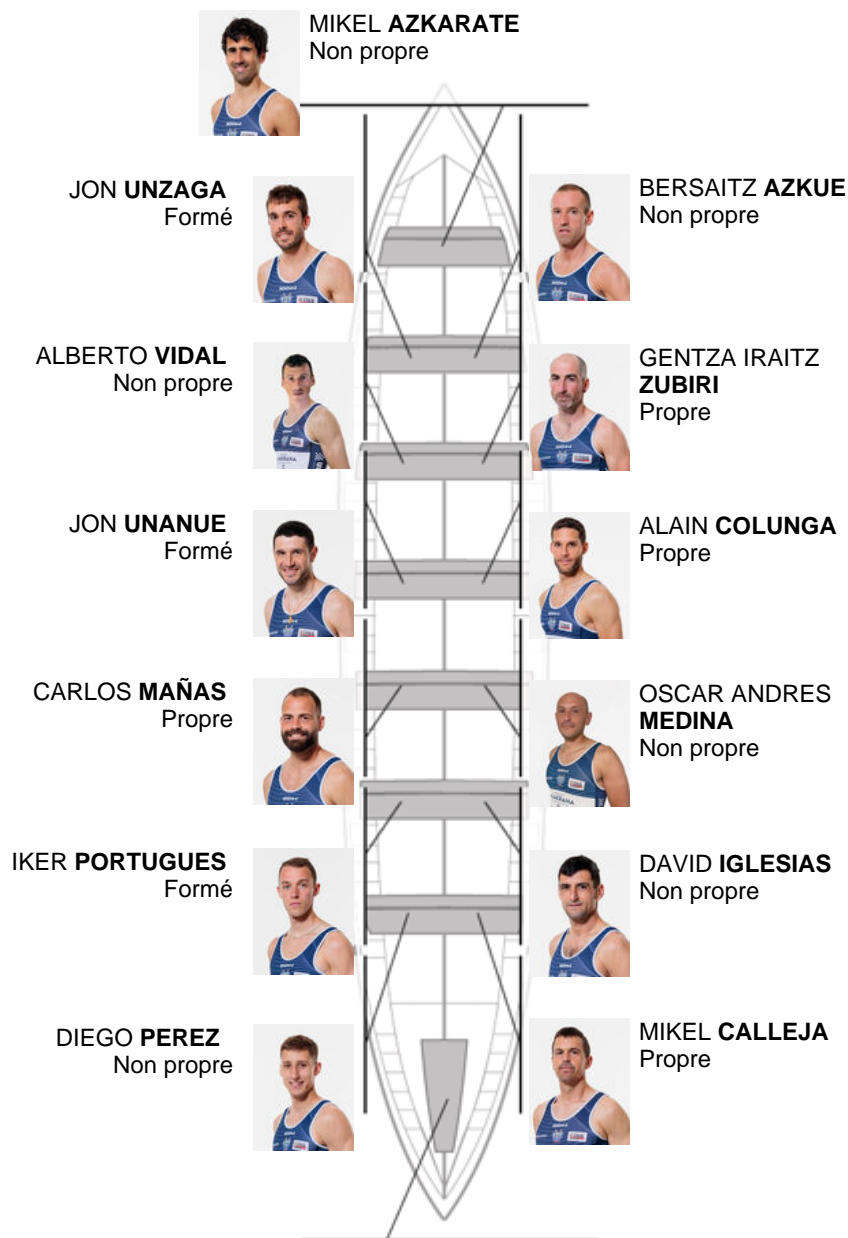 MIKEL AZKARATE
Non propre
JON UNZAGA
Formé
BERSAITZ AZKUE
Non propre
ALBERTO VIDAL
Non propre
GENTZA IRAITZ
ZUBIRI
Propre
JON UNANUE
Formé
ALAIN COLUNGA
Propre
CARLOS MAÑAS
Propre
OSCAR ANDRES
MEDINA
Non propre
IKER PORTUGUES
Formé
DAVID IGLESIAS
Non propre
DIEGO PEREZ
Non propre
MIKEL CALLEJA
Propre